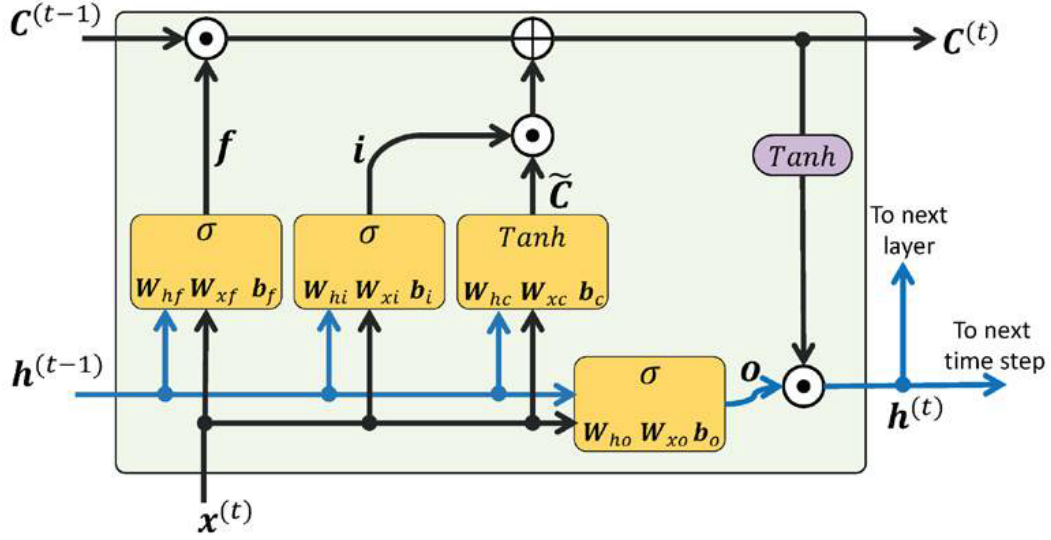 C^(t−1)
C^(t)
f
i
Tanh
C̃
To next
layer
σ
σ
Tanh
W_hf W_xf b_f
W_hi W_xi b_i
W_hc W_xc b_c
To next
time step
h^(t−1)
σ
o
W_ho W_xo b_o
h^(t)
x^(t)